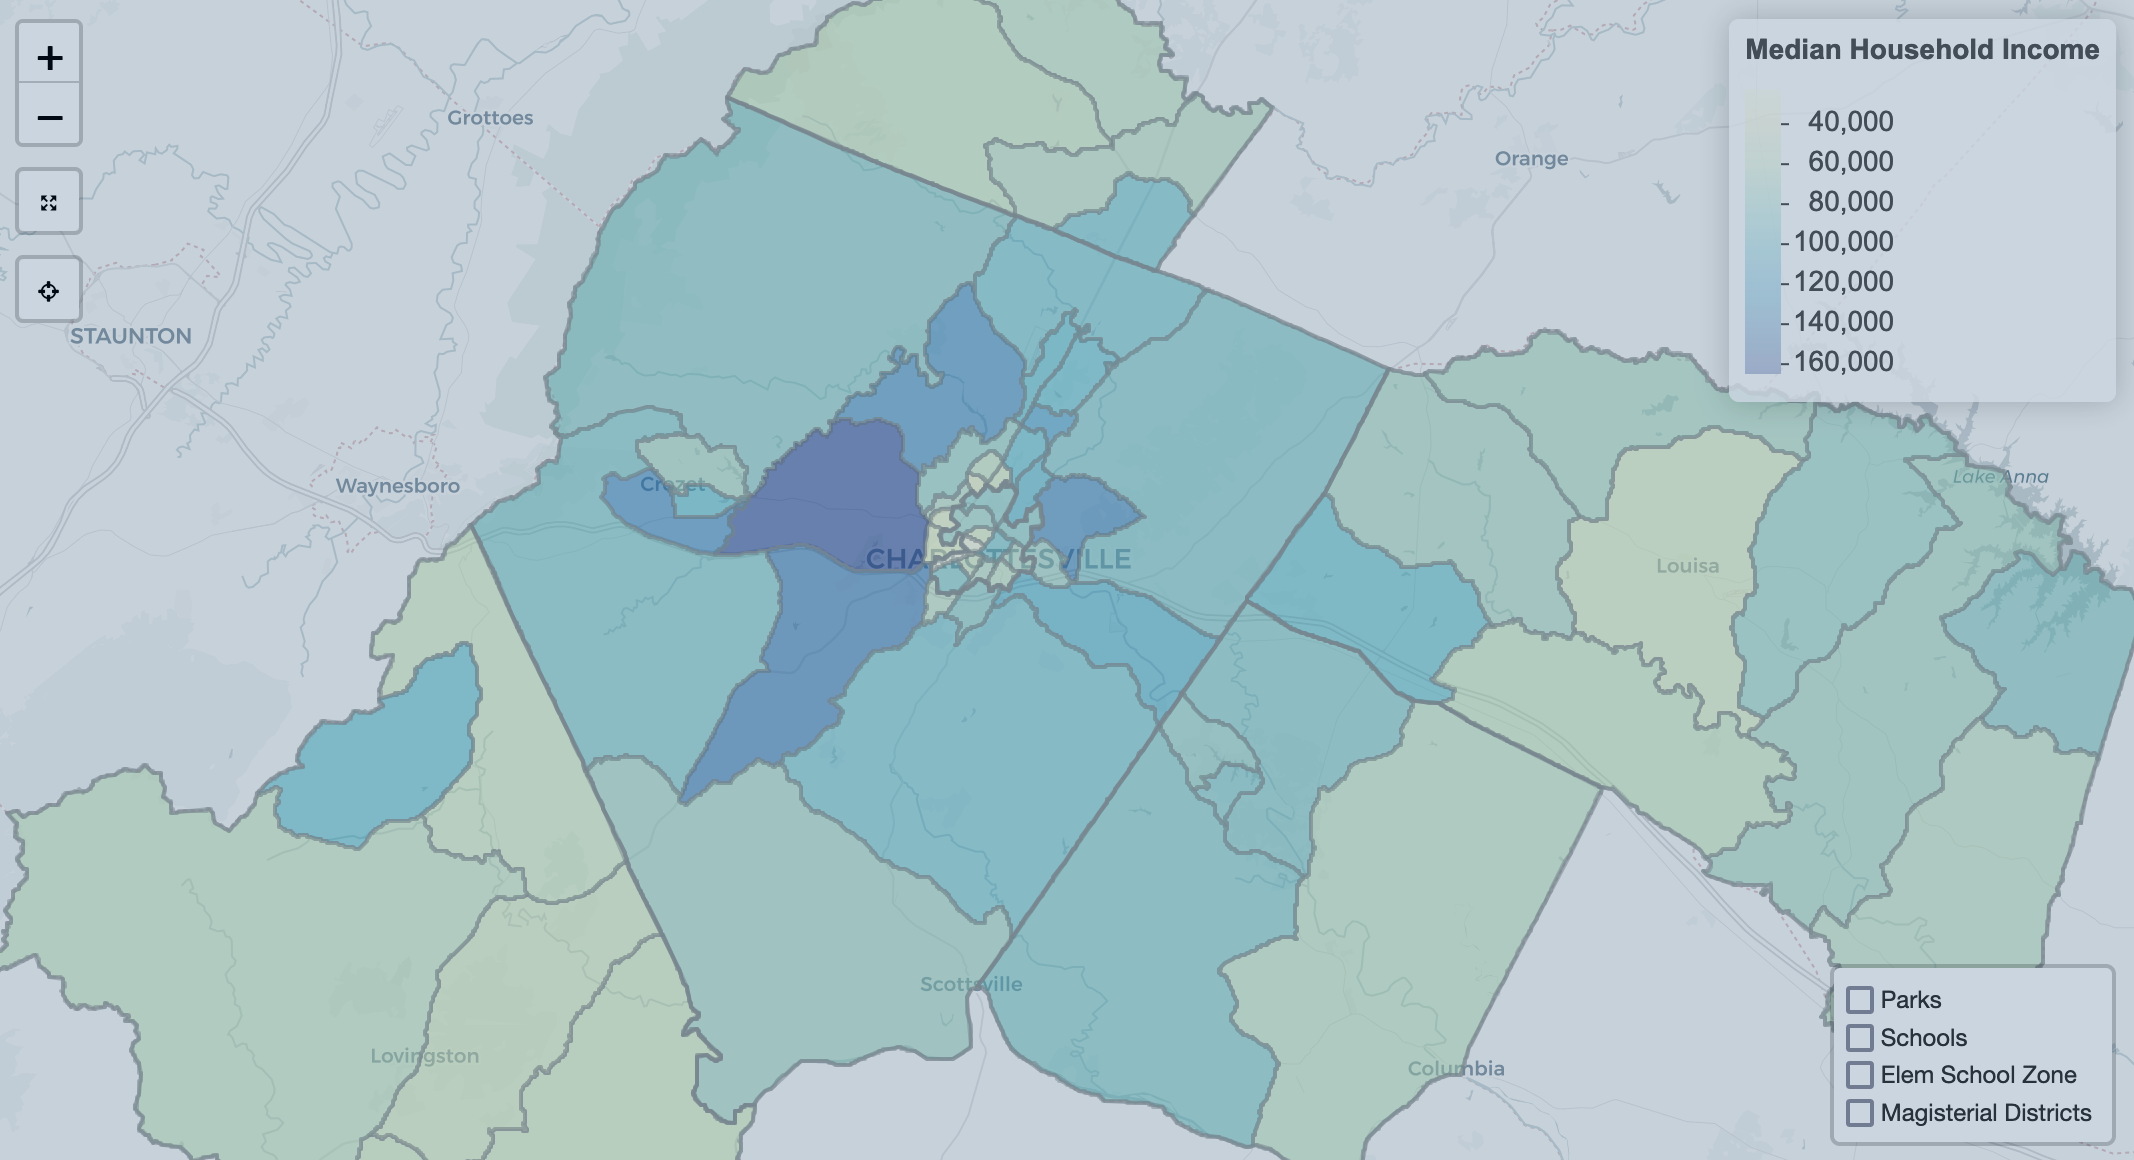 +
Median Household Income
−
40,000
Grottoes
60,000
Orange
80,000
100,000
120,000
140,000
STAUNTON
160,000
Lake Anna
Crozet
Waynesboro
CHARLOTTESVILLE
Louisa
Scottsville
Parks
Schools
Lovingston
Columbia
Elem School Zone
Magisterial Districts